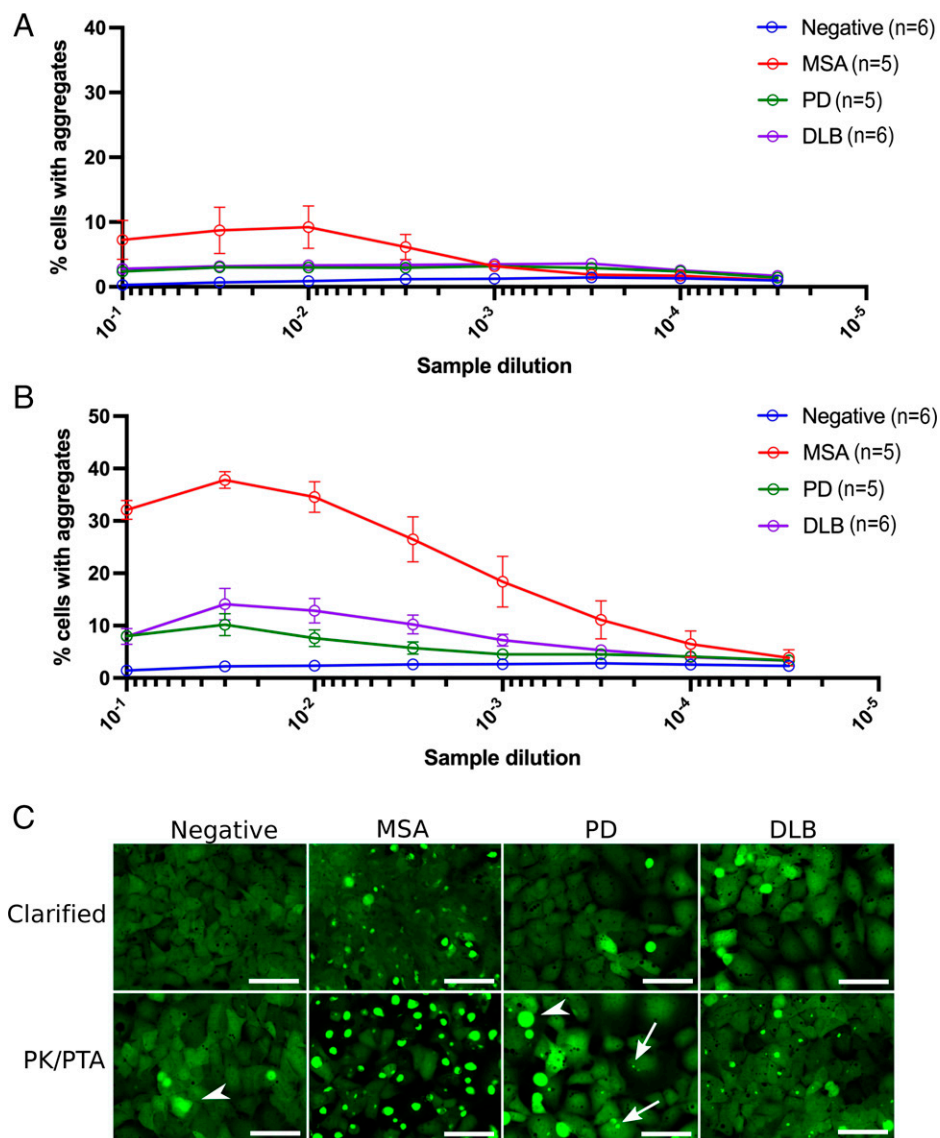 A
% cells with aggregates
40
30
20
10
0
10-1
10-2
10-3
10-4
10-5
Sample dilution
Negative (n=6)
MSA (n=5)
PD (n=5)
DLB (n=6)
B
% cells with aggregates
50
40
30
20
10
0
10-1
10-2
10-3
10-4
10-5
Sample dilution
Negative (n=6)
MSA (n=5)
PD (n=5)
DLB (n=6)
C
Negative MSA PD DLB
Clarified
PK/PTA